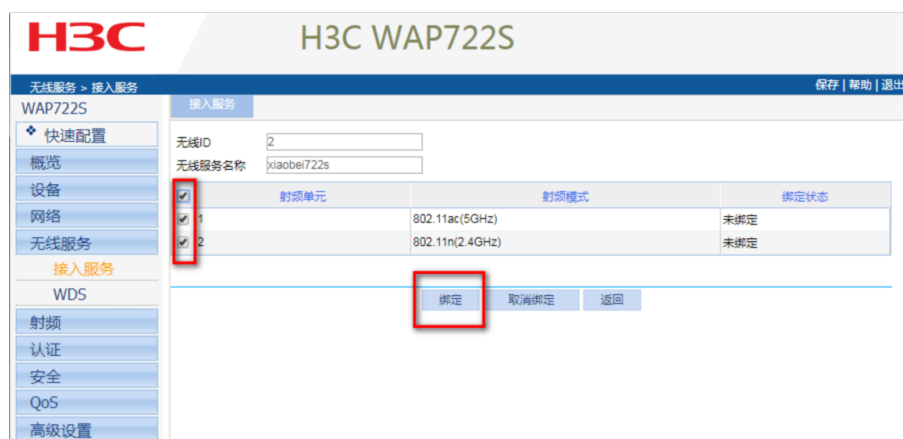 H3C
H3C WAP722S
无线服务 > 接入服务
保存 | 帮助 | 退出
WAP722S
接入服务
快速配置
概览
设备
网络
无线服务
接入服务
WDS
射频
认证
安全
QoS
高级设置
无线ID 2
无线服务名称 xiaobei722s
射频单元 射频模式 绑定状态
1 802.11ac(5GHz) 未绑定
2 802.11n(2.4GHz) 未绑定
绑定 取消绑定 返回